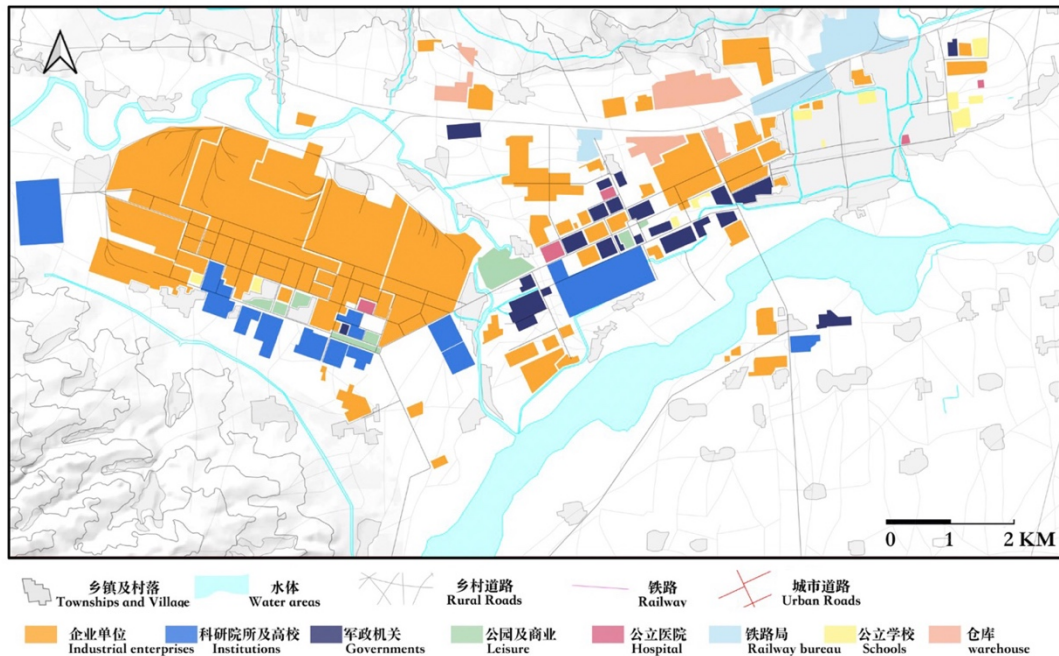 0 1 2 KM
乡镇及村落 水体 乡村道路 铁路 城市道路
Townships and Village Water areas Rural Roads Railway Urban Roads
企业单位 科研院所及高校 军政机关 公园及商业 公立医院 铁路局 公立学校 仓库
Industrial enterprises Institutions Governments Leisure Hospital Railway bureau Schools warehouse